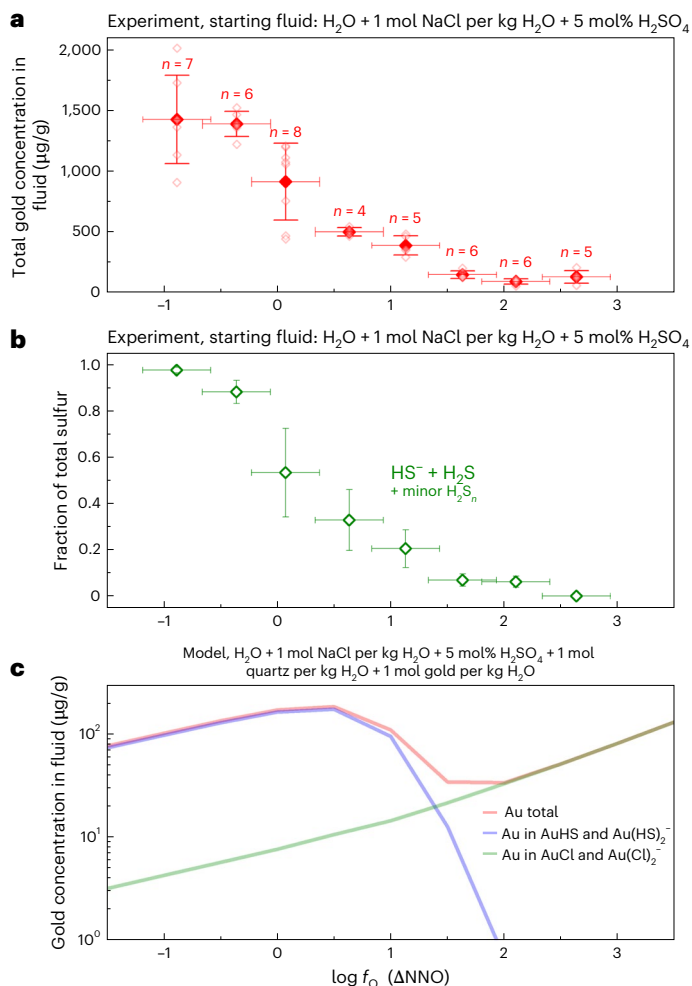 a
Experiment, starting fluid: H₂O + 1 mol NaCl per kg H₂O + 5 mol% H₂SO₄
Total gold concentration in
fluid (µg/g)
2,000
1,500
1,000
500
0
n = 7
n = 6
n = 8
n = 4
n = 5
n = 6
n = 6
n = 5
−1
0
1
2
3
b
Experiment, starting fluid: H₂O + 1 mol NaCl per kg H₂O + 5 mol% H₂SO₄
Fraction of total sulfur
1.0
0.8
0.6
0.4
0.2
0
HS⁻ + H₂S
+ minor H₂Sₙ
−1
0
1
2
3
c
Model, H₂O + 1 mol NaCl per kg H₂O + 5 mol% H₂SO₄ + 1 mol
quartz per kg H₂O + 1 mol gold per kg H₂O
Gold concentration in fluid (µg/g)
10²
10¹
10⁰
Au total
Au in AuHS and Au(HS)₂⁻
Au in AuCl and Au(Cl)₂⁻
−1
0
1
2
3
log f_O₂ (ΔNNO)